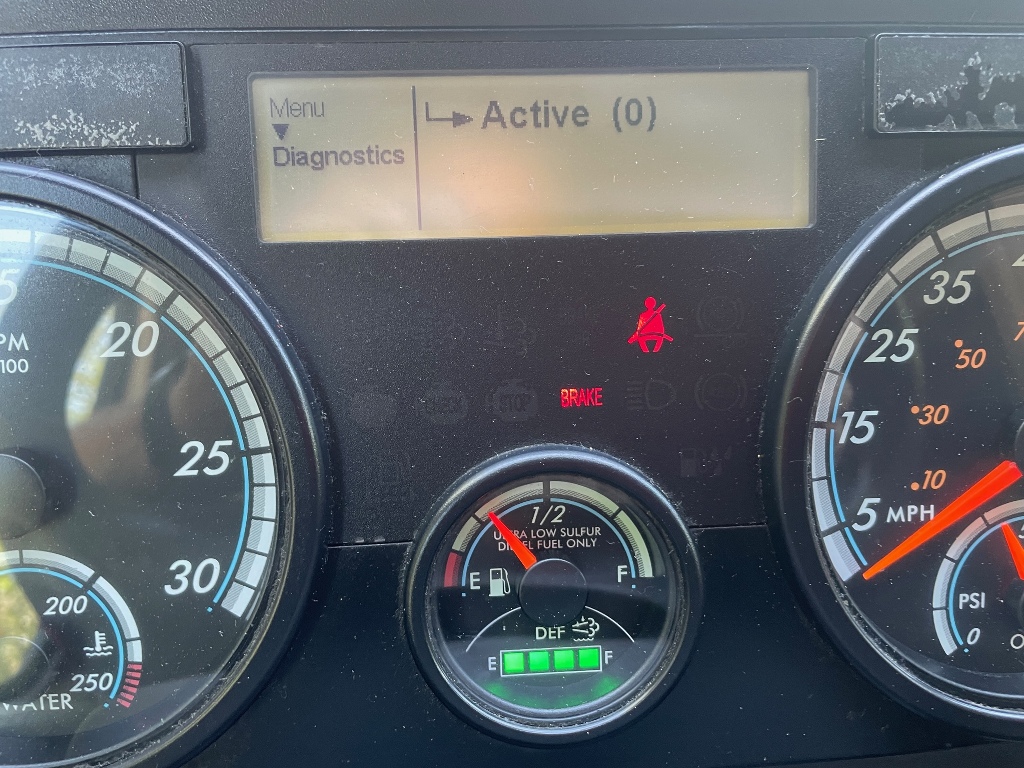 Menu
Diagnostics
Active (0)
BRAKE
STOP
20
25
30
100
200
250
WATER
1/2
ULTRA LOW SULFUR
DIESEL FUEL ONLY
E
F
DEF
E
F
35
25
15
5 MPH
50
30
10
PSI
0